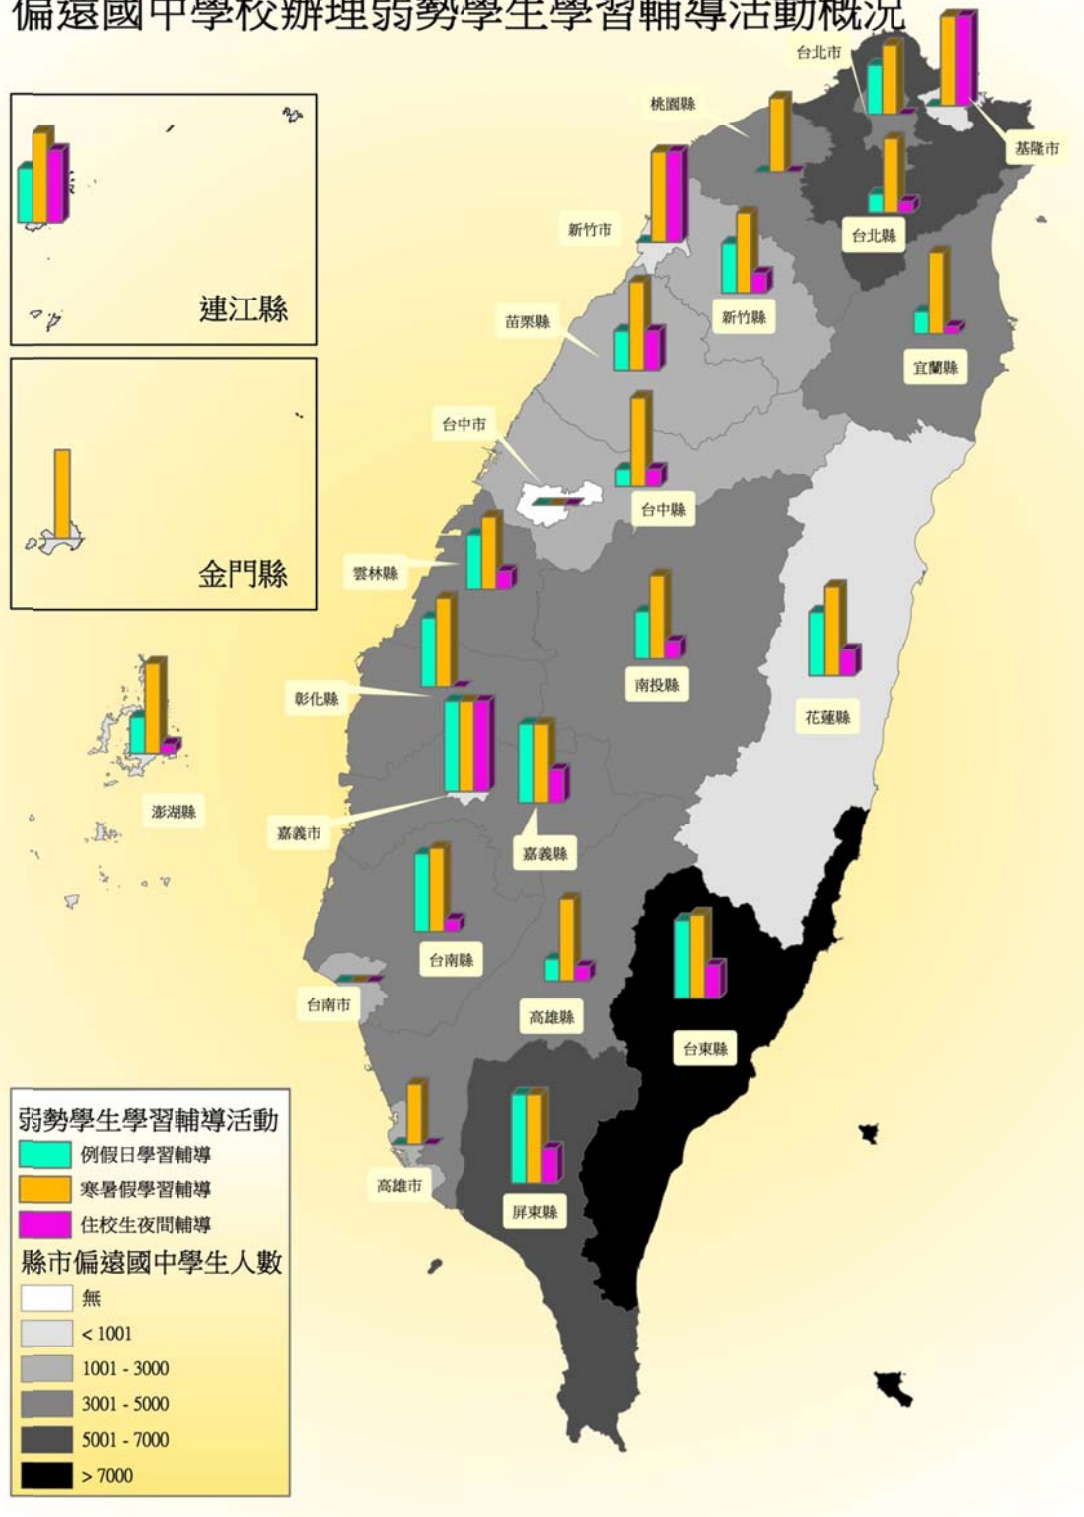 偏遠國中學校辦理弱勢學生學習輔導活動概況
台北市
桃園縣
基隆市
新竹市
台北縣
連江縣
新竹縣
苗栗縣
宜蘭縣
台中市
台中縣
雲林縣
金門縣
南投縣
彰化縣
花蓮縣
澎湖縣
嘉義市
嘉義縣
台南縣
台南市
高雄縣
台東縣
高雄市
屏東縣
弱勢學生學習輔導活動
例假日學習輔導
寒暑假學習輔導
住校生夜間輔導
縣市偏遠國中學生人數
無
< 1001
1001 - 3000
3001 - 5000
5001 - 7000
> 7000